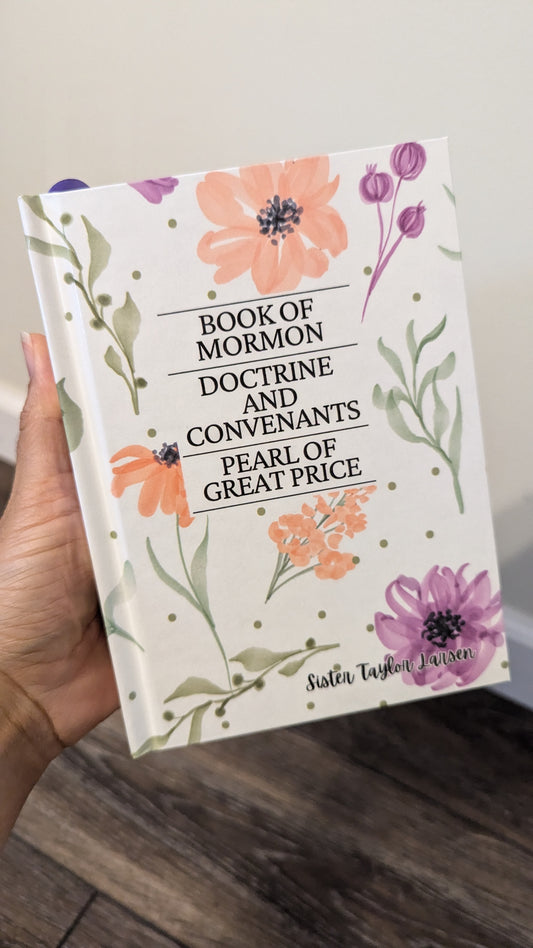 BOOK OF
MORMON
DOCTRINE
AND
CONVENANTS
PEARL OF
GREAT PRICE
Sister Taylor Larsen